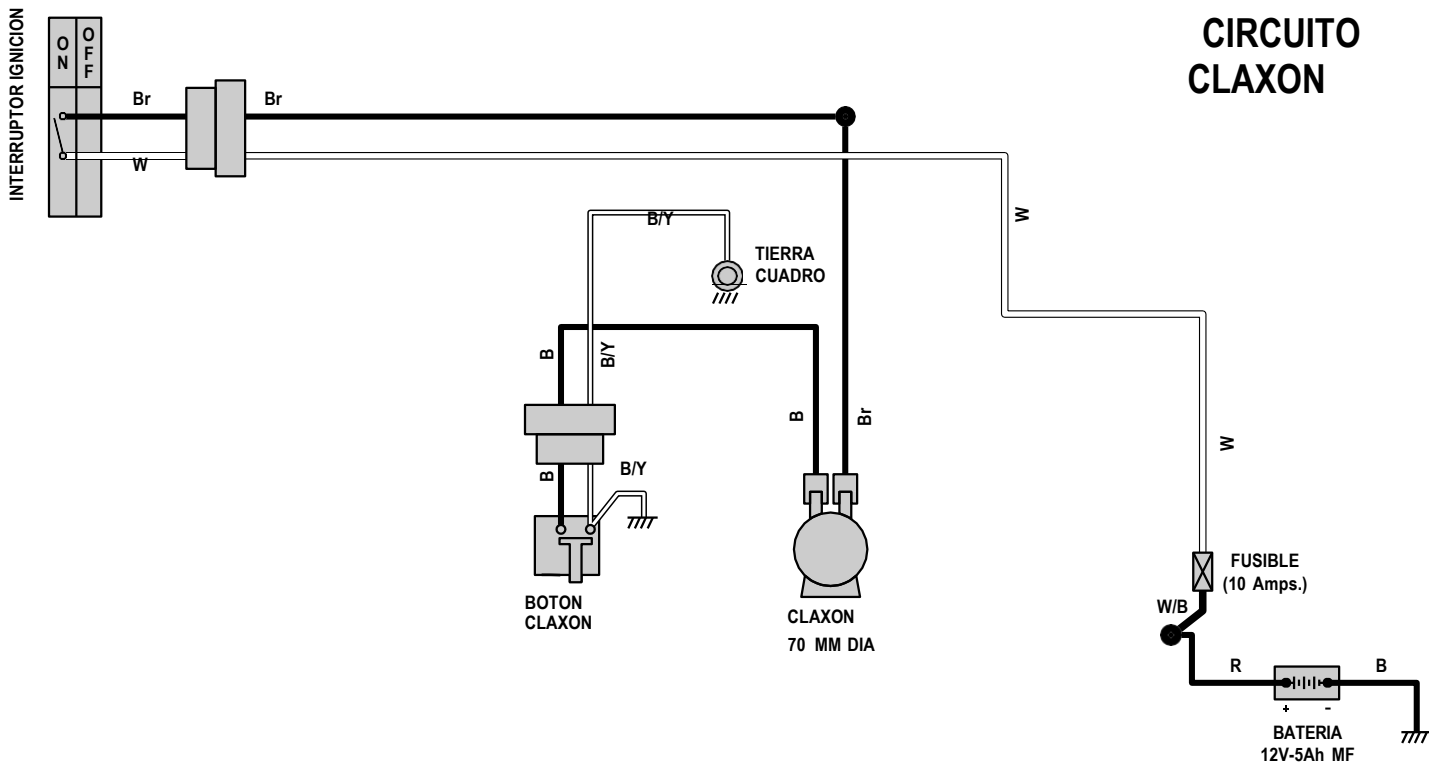 CIRCUITO
CLAXON
INTERRUPTOR IGNICION
ON
OFF
Br
Br
W
B/Y
W
TIERRA
CUADRO
B
B/Y
B
Br
W
B
B/Y
FUSIBLE
(10 Amps.)
W/B
BOTON
CLAXON
CLAXON
70 MM DIA
R
B
+ -
BATERIA
12V-5Ah MF